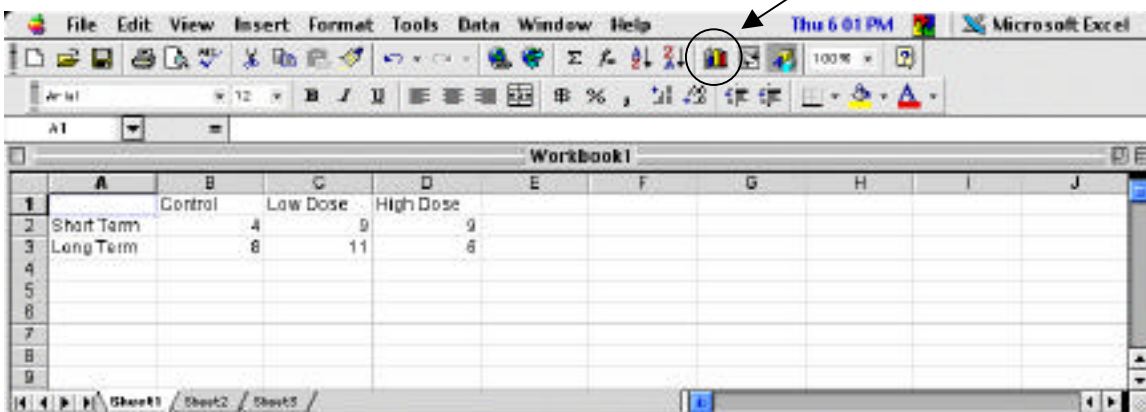 File Edit View Insert Format Tools Data Window Help Thu 6 01 PM Microsoft Excel
100%
Arial 12 B I U %
A1 =
Workbook1
A B C D E F G H I J
1 Control Low Dose High Dose
2 Short Term 4 9 9
3 Long Term 8 11 6
4
5
6
7
8
9
Sheet1 Sheet2 Sheet3